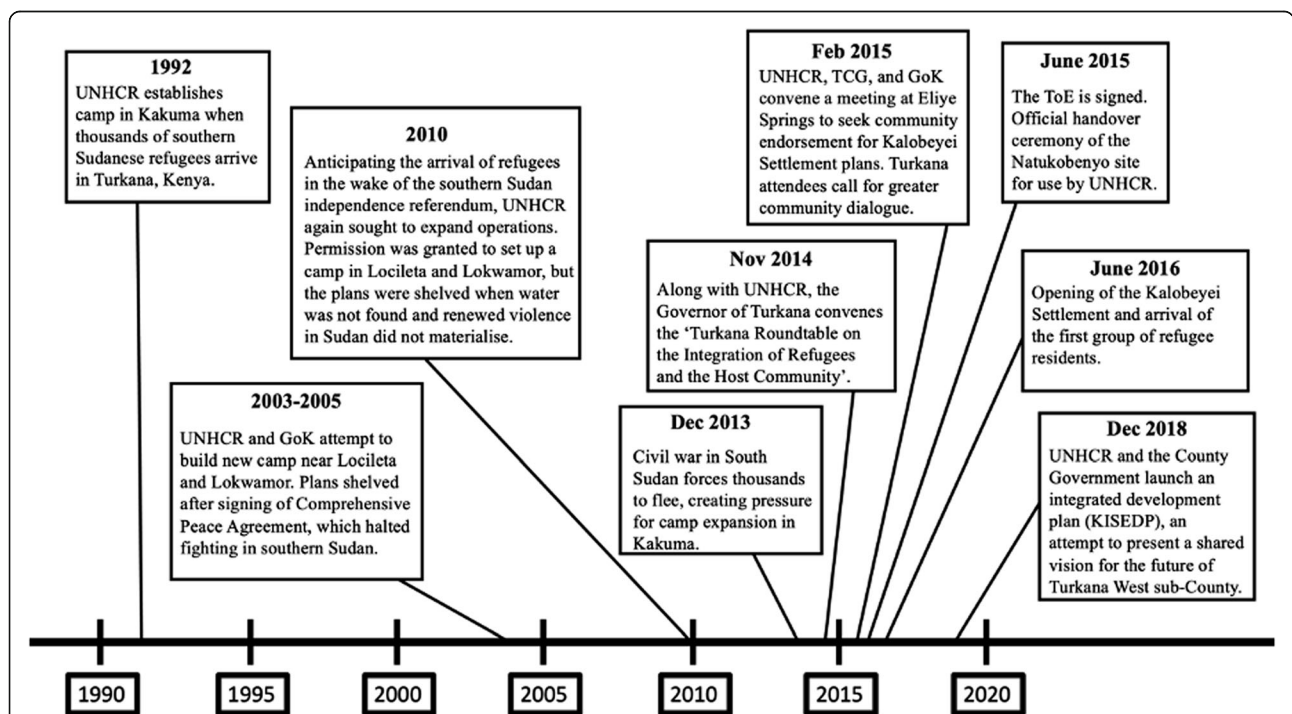 1992
UNHCR establishes
camp in Kakuma when
thousands of southern
Sudanese refugees arrive
in Turkana, Kenya.
2003-2005
UNHCR and GoK attempt to
build new camp near Locileta
and Lokwamor. Plans shelved
after signing of Comprehensive
Peace Agreement, which halted
fighting in southern Sudan.
2010
Anticipating the arrival of refugees
in the wake of the southern Sudan
independence referendum, UNHCR
again sought to expand operations.
Permission was granted to set up a
camp in Locileta and Lokwamor, but
the plans were shelved when water
was not found and renewed violence
in Sudan did not materialise.
Dec 2013
Civil war in South
Sudan forces thousands
to flee, creating pressure
for camp expansion in
Kakuma.
Nov 2014
Along with UNHCR, the
Governor of Turkana convenes
the ‘Turkana Roundtable on
the Integration of Refugees
and the Host Community’.
Feb 2015
UNHCR, TCG, and GoK
convene a meeting at Eliye
Springs to seek community
endorsement for Kalobeyei
Settlement plans. Turkana
attendees call for greater
community dialogue.
June 2015
The ToE is signed.
Official handover
ceremony of the
Natukobenyo site
for use by UNHCR.
June 2016
Opening of the Kalobeyei
Settlement and arrival of
the first group of refugee
residents.
Dec 2018
UNHCR and the County
Government launch an
integrated development
plan (KISEDP), an
attempt to present a shared
vision for the future of
Turkana West sub-County.
1990
1995
2000
2005
2010
2015
2020